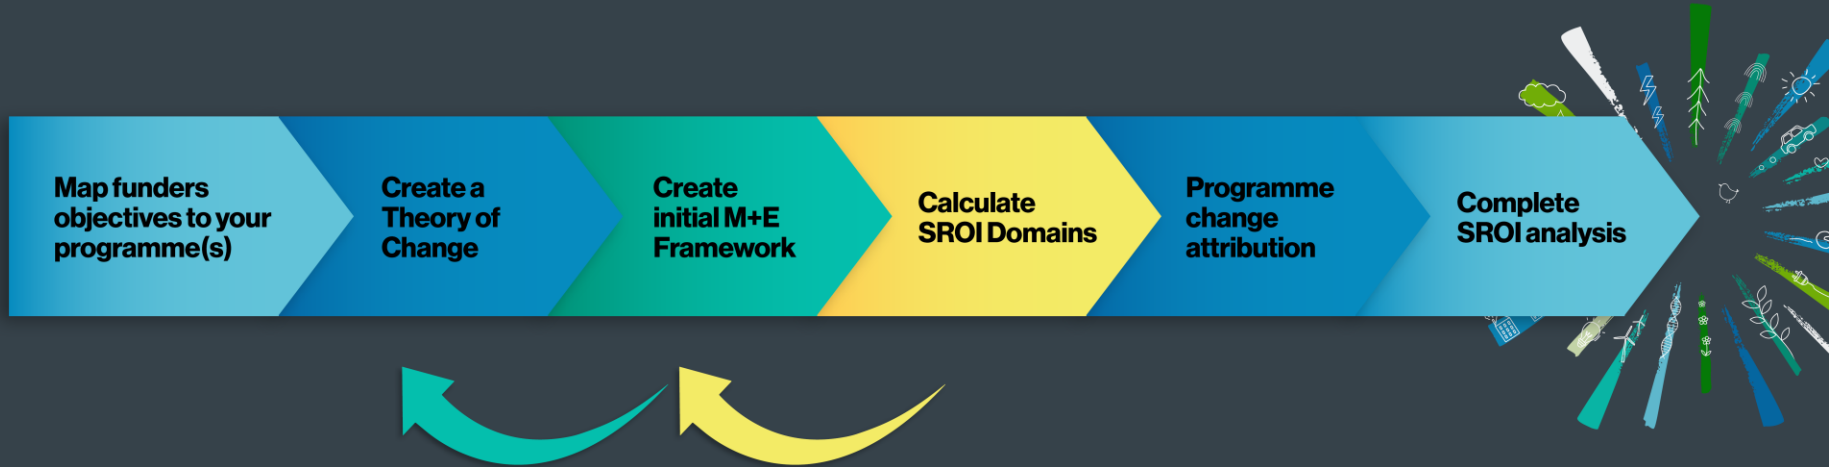 Map funders
objectives to your
programme(s)
Create a
Theory of
Change
Create
initial M+E
Framework
Calculate
SROI Domains
Programme
change
attribution
Complete
SROI analysis